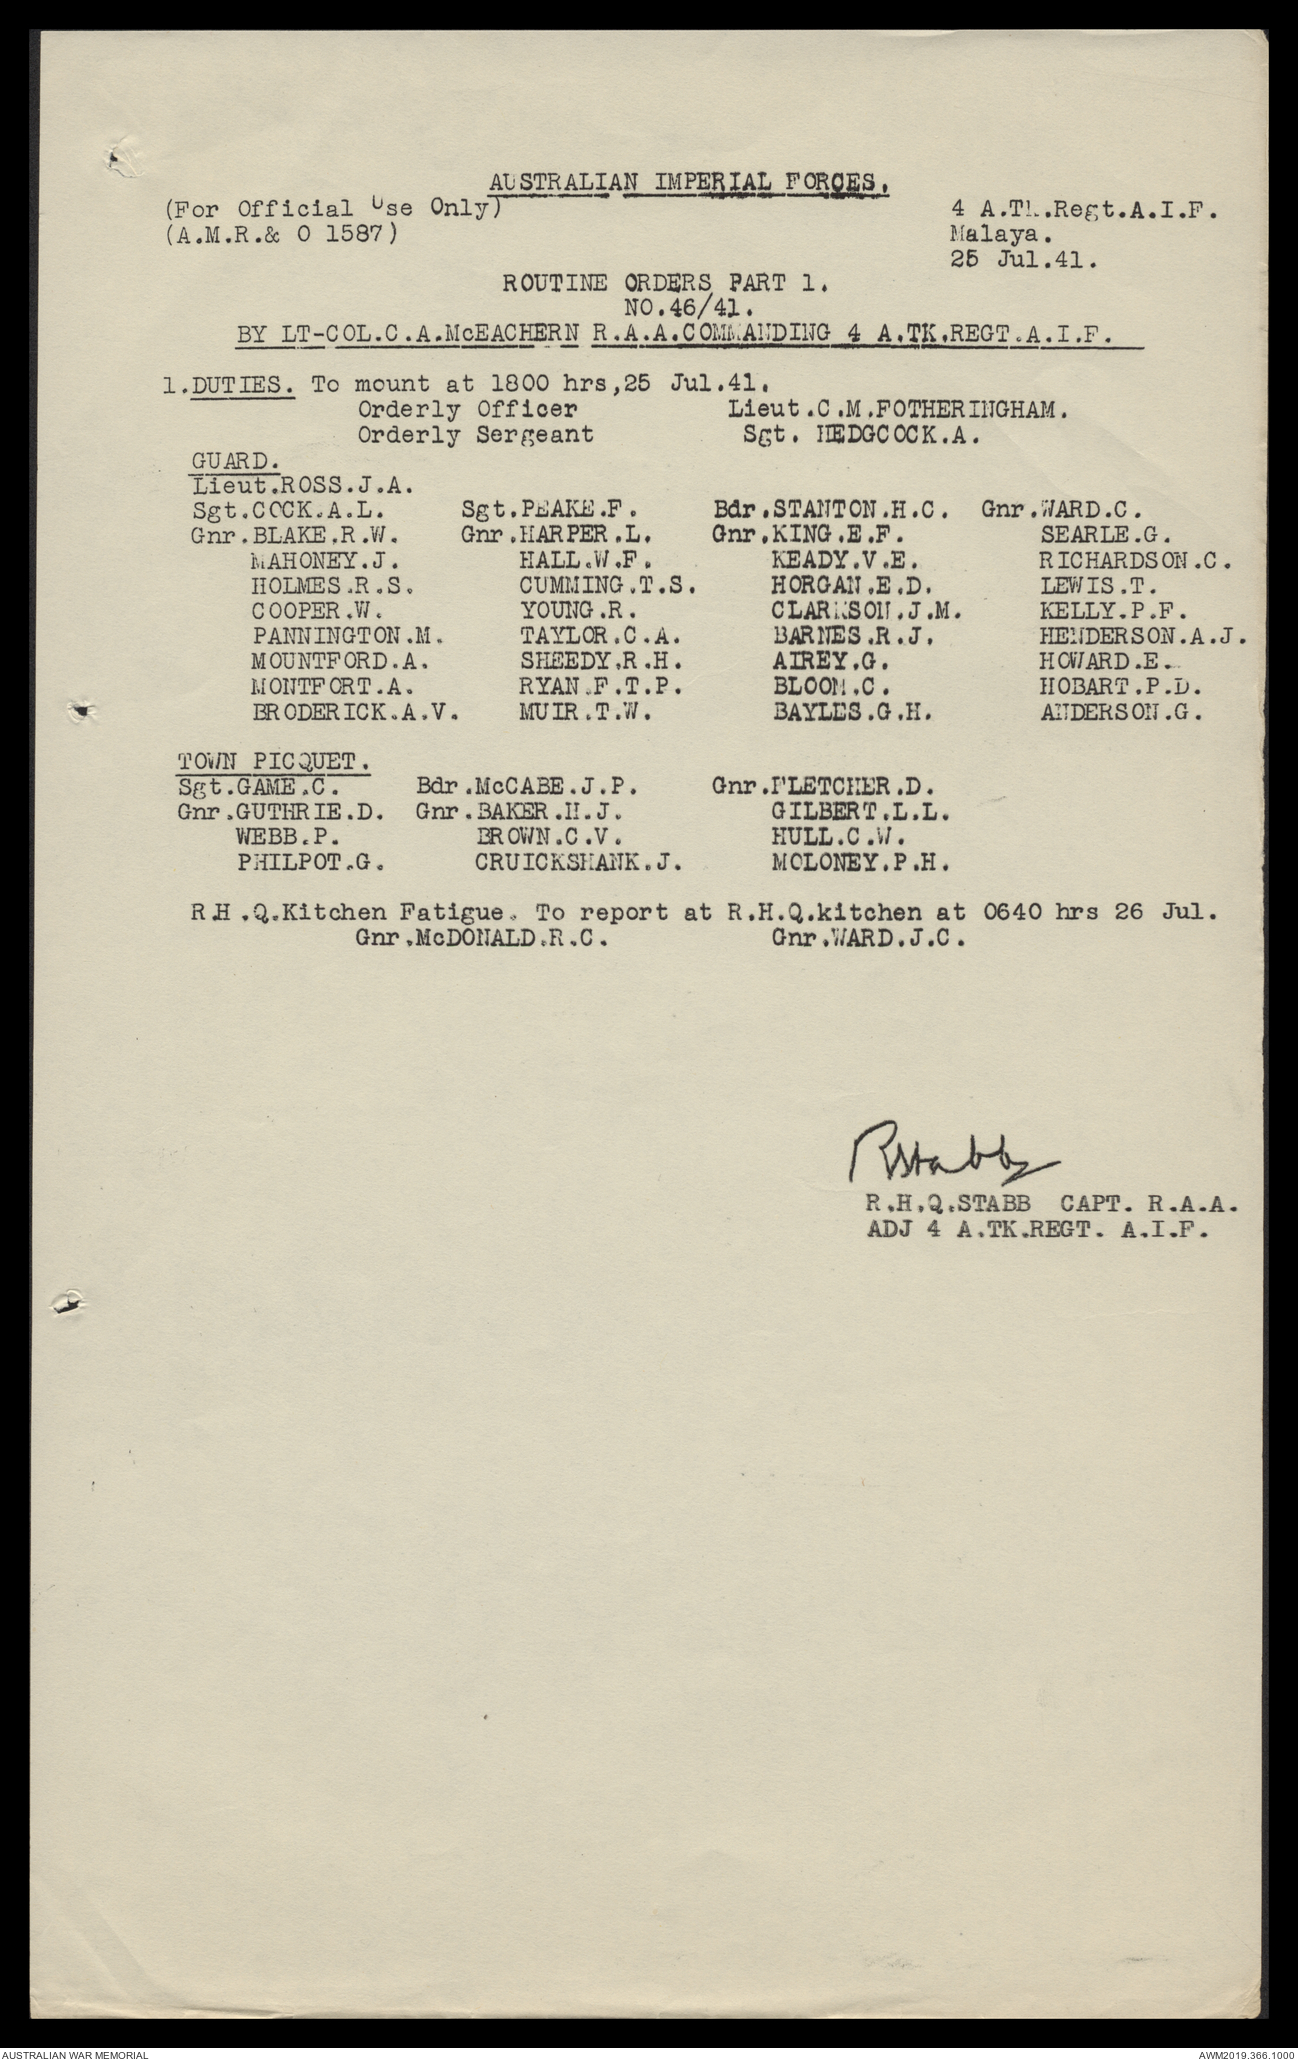 AUSTRALIAN IMPERIAL FORCES.
(For Official Use Only) 4 A.Tk.Regt.A.I.F.
(A.M.R.& O 1587) Malaya.
25 Jul.41.
ROUTINE ORDERS PART 1.
NO.46/41.
BY LT-COL.C.A.McEACHERN R.A.A.COMMANDING 4 A.TK.REGT.A.I.F.
1.DUTIES. To mount at 1800 hrs,25 Jul.41.
Orderly Officer Lieut.C.M.FOTHERINGHAM.
Orderly Sergeant Sgt. HEDGCOCK.A.
GUARD.
Lieut.ROSS.J.A.
Sgt.COCK.A.L. Sgt.PEAKE.F. Bdr.STANTON.H.C. Gnr.WARD.C.
Gnr.BLAKE.R.W. Gnr.HARPER.L. Gnr.KING.E.F. SEARLE.G.
MAHONEY.J. HALL.W.F. KEADY.V.E. RICHARDSON.C.
HOLMES.R.S. CUMMING.T.S. HORGAN.E.D. LEWIS.T.
COOPER.W. YOUNG.R. CLARKSON.J.M. KELLY.P.F.
PANNINGTON.M. TAYLOR.C.A. BARNES.R.J. HENDERSON.A.J.
MOUNTFORD.A. SHEEDY.R.H. AIREY.G. HOWARD.E.
MONTFORT.A. RYAN.F.T.P. BLOOM.C. HOBART.P.D.
BRODERICK.A.V. MUIR.T.W. BAYLES.G.H. ANDERSON.G.
TOWN PICQUET.
Sgt.GAME.C. Bdr.McCABE.J.P. Gnr.FLETCHER.D.
Gnr.GUTHRIE.D. Gnr.BAKER.H.J. GILBERT.L.L.
WEBB.P. BROWN.C.V. HULL.C.W.
PHILPOT.G. CRUICKSHANK.J. MOLONEY.P.H.
R.H.Q.Kitchen Fatigue. To report at R.H.Q.kitchen at 0640 hrs 26 Jul.
Gnr.McDONALD.R.C. Gnr.WARD.J.C.
RStabb
R.H.Q.STABB CAPT. R.A.A.
ADJ 4 A.TK.REGT. A.I.F.
AUSTRALIAN WAR MEMORIAL AWM2019.366.1000